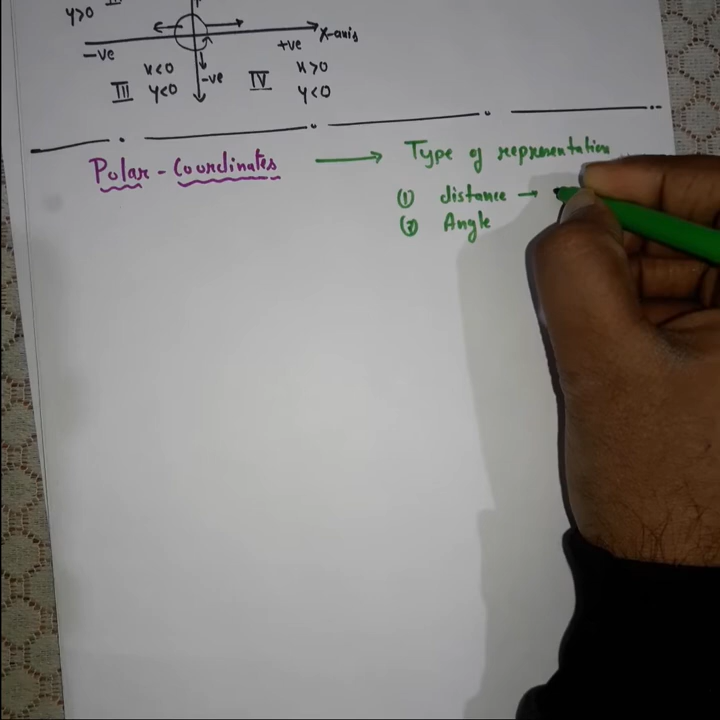 y>0
-ve +ve X-axis
x<0 -ve IV x>0
III y<0 y<0
Polar - Coordinates → Type of representation
(1) distance →
(2) Angle